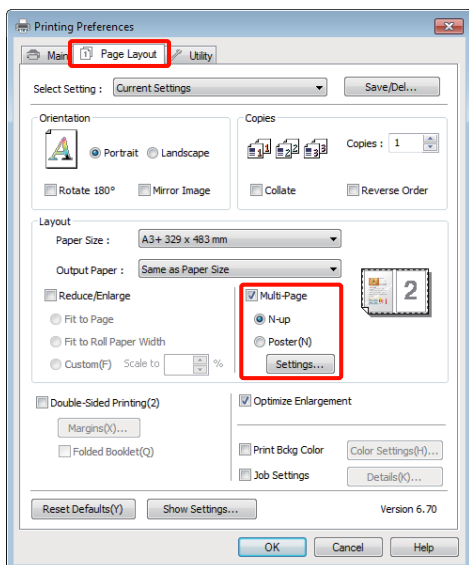 Printing Preferences
Main Page Layout Utility
Select Setting : Current Settings Save/Del...
Orientation Copies
Portrait Landscape Copies : 1
Rotate 180° Mirror Image Collate Reverse Order
Layout
Paper Size : A3+ 329 x 483 mm
Output Paper : Same as Paper Size
Reduce/Enlarge Multi-Page 2
Fit to Page N-up
Fit to Roll Paper Width Poster(N)
Custom(F) Scale to % Settings...
Double-Sided Printing(2) Optimize Enlargement
Margins(X)...
Folded Booklet(Q) Print Bckg Color Color Settings(H)...
Job Settings Details(K)...
Reset Defaults(Y) Show Settings... Version 6.70
OK Cancel Help